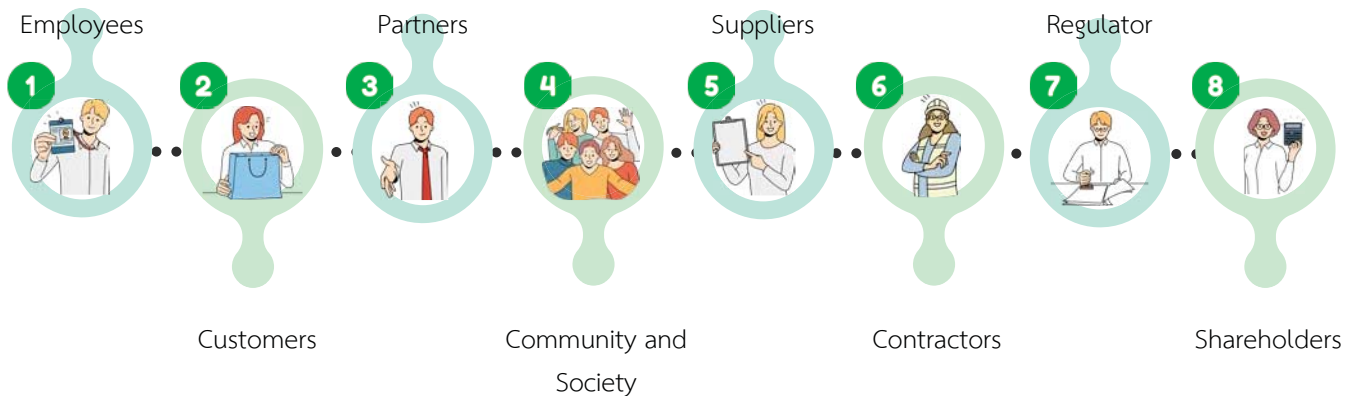 Employees
Partners
Suppliers
Regulator
1
2
3
4
5
6
7
8
Customers
Community and
Society
Contractors
Shareholders